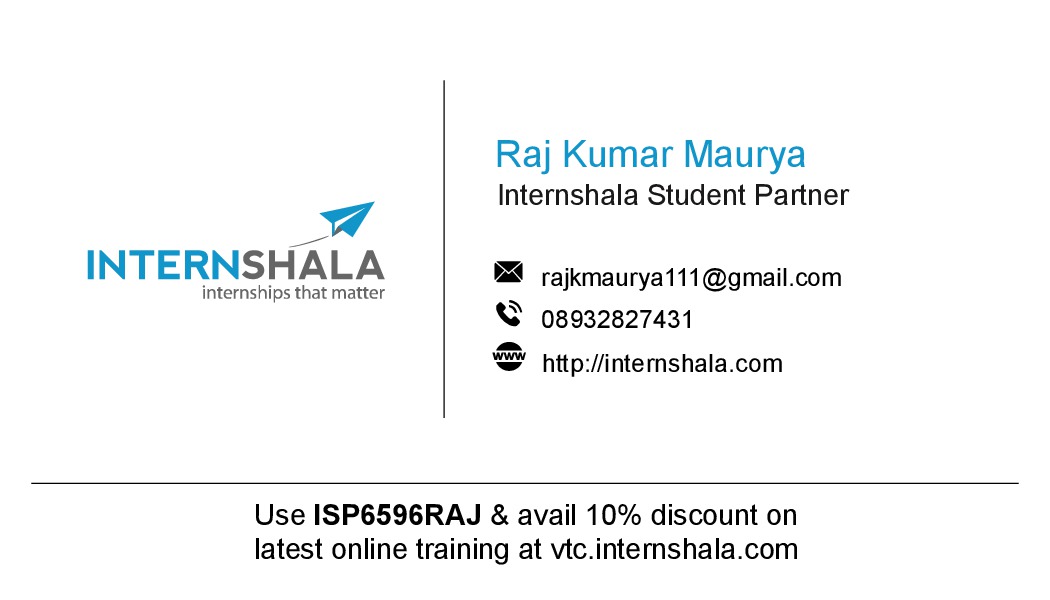 INTERNSHALA
internships that matter
Raj Kumar Maurya
Internshala Student Partner
rajkmaurya111@gmail.com
08932827431
www
http://internshala.com
Use ISP6596RAJ & avail 10% discount on
latest online training at vtc.internshala.com